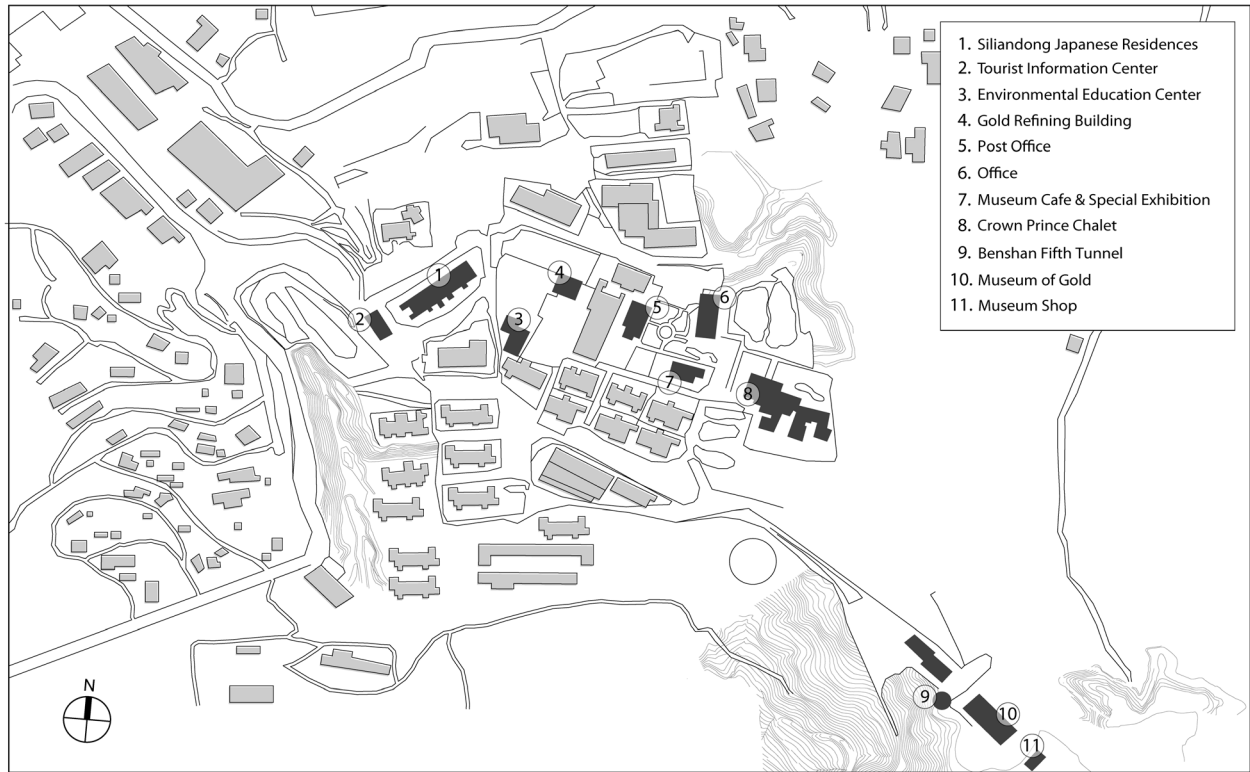 1. Siliandong Japanese Residences
2. Tourist Information Center
3. Environmental Education Center
4. Gold Refining Building
5. Post Office
6. Office
7. Museum Cafe & Special Exhibition
8. Crown Prince Chalet
9. Benshan Fifth Tunnel
10. Museum of Gold
11. Museum Shop
1
4
6
5
2
3
7
8
N
9
10
11